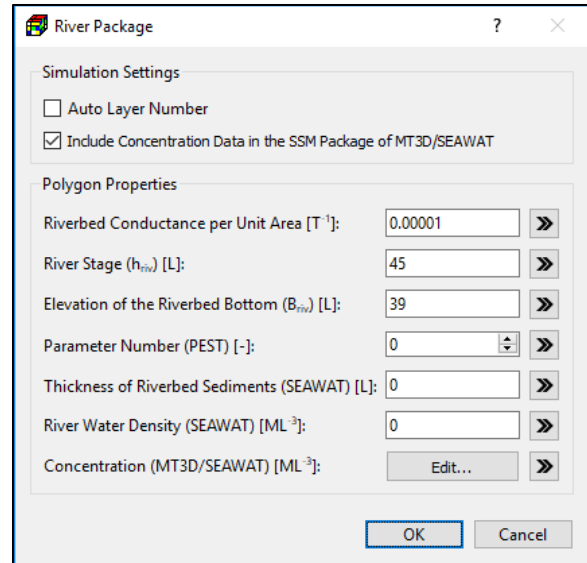 River Package ?
Simulation Settings
Auto Layer Number
Include Concentration Data in the SSM Package of MT3D/SEAWAT
Polygon Properties
Riverbed Conductance per Unit Area [T⁻¹]: 0.00001
River Stage (hᵣᵢᵥ) [L]: 45
Elevation of the Riverbed Bottom (Bᵣᵢᵥ) [L]: 39
Parameter Number (PEST) [-]: 0
Thickness of Riverbed Sediments (SEAWAT) [L]: 0
River Water Density (SEAWAT) [ML⁻³]: 0
Concentration (MT3D/SEAWAT) [ML⁻³]: Edit...
OK Cancel